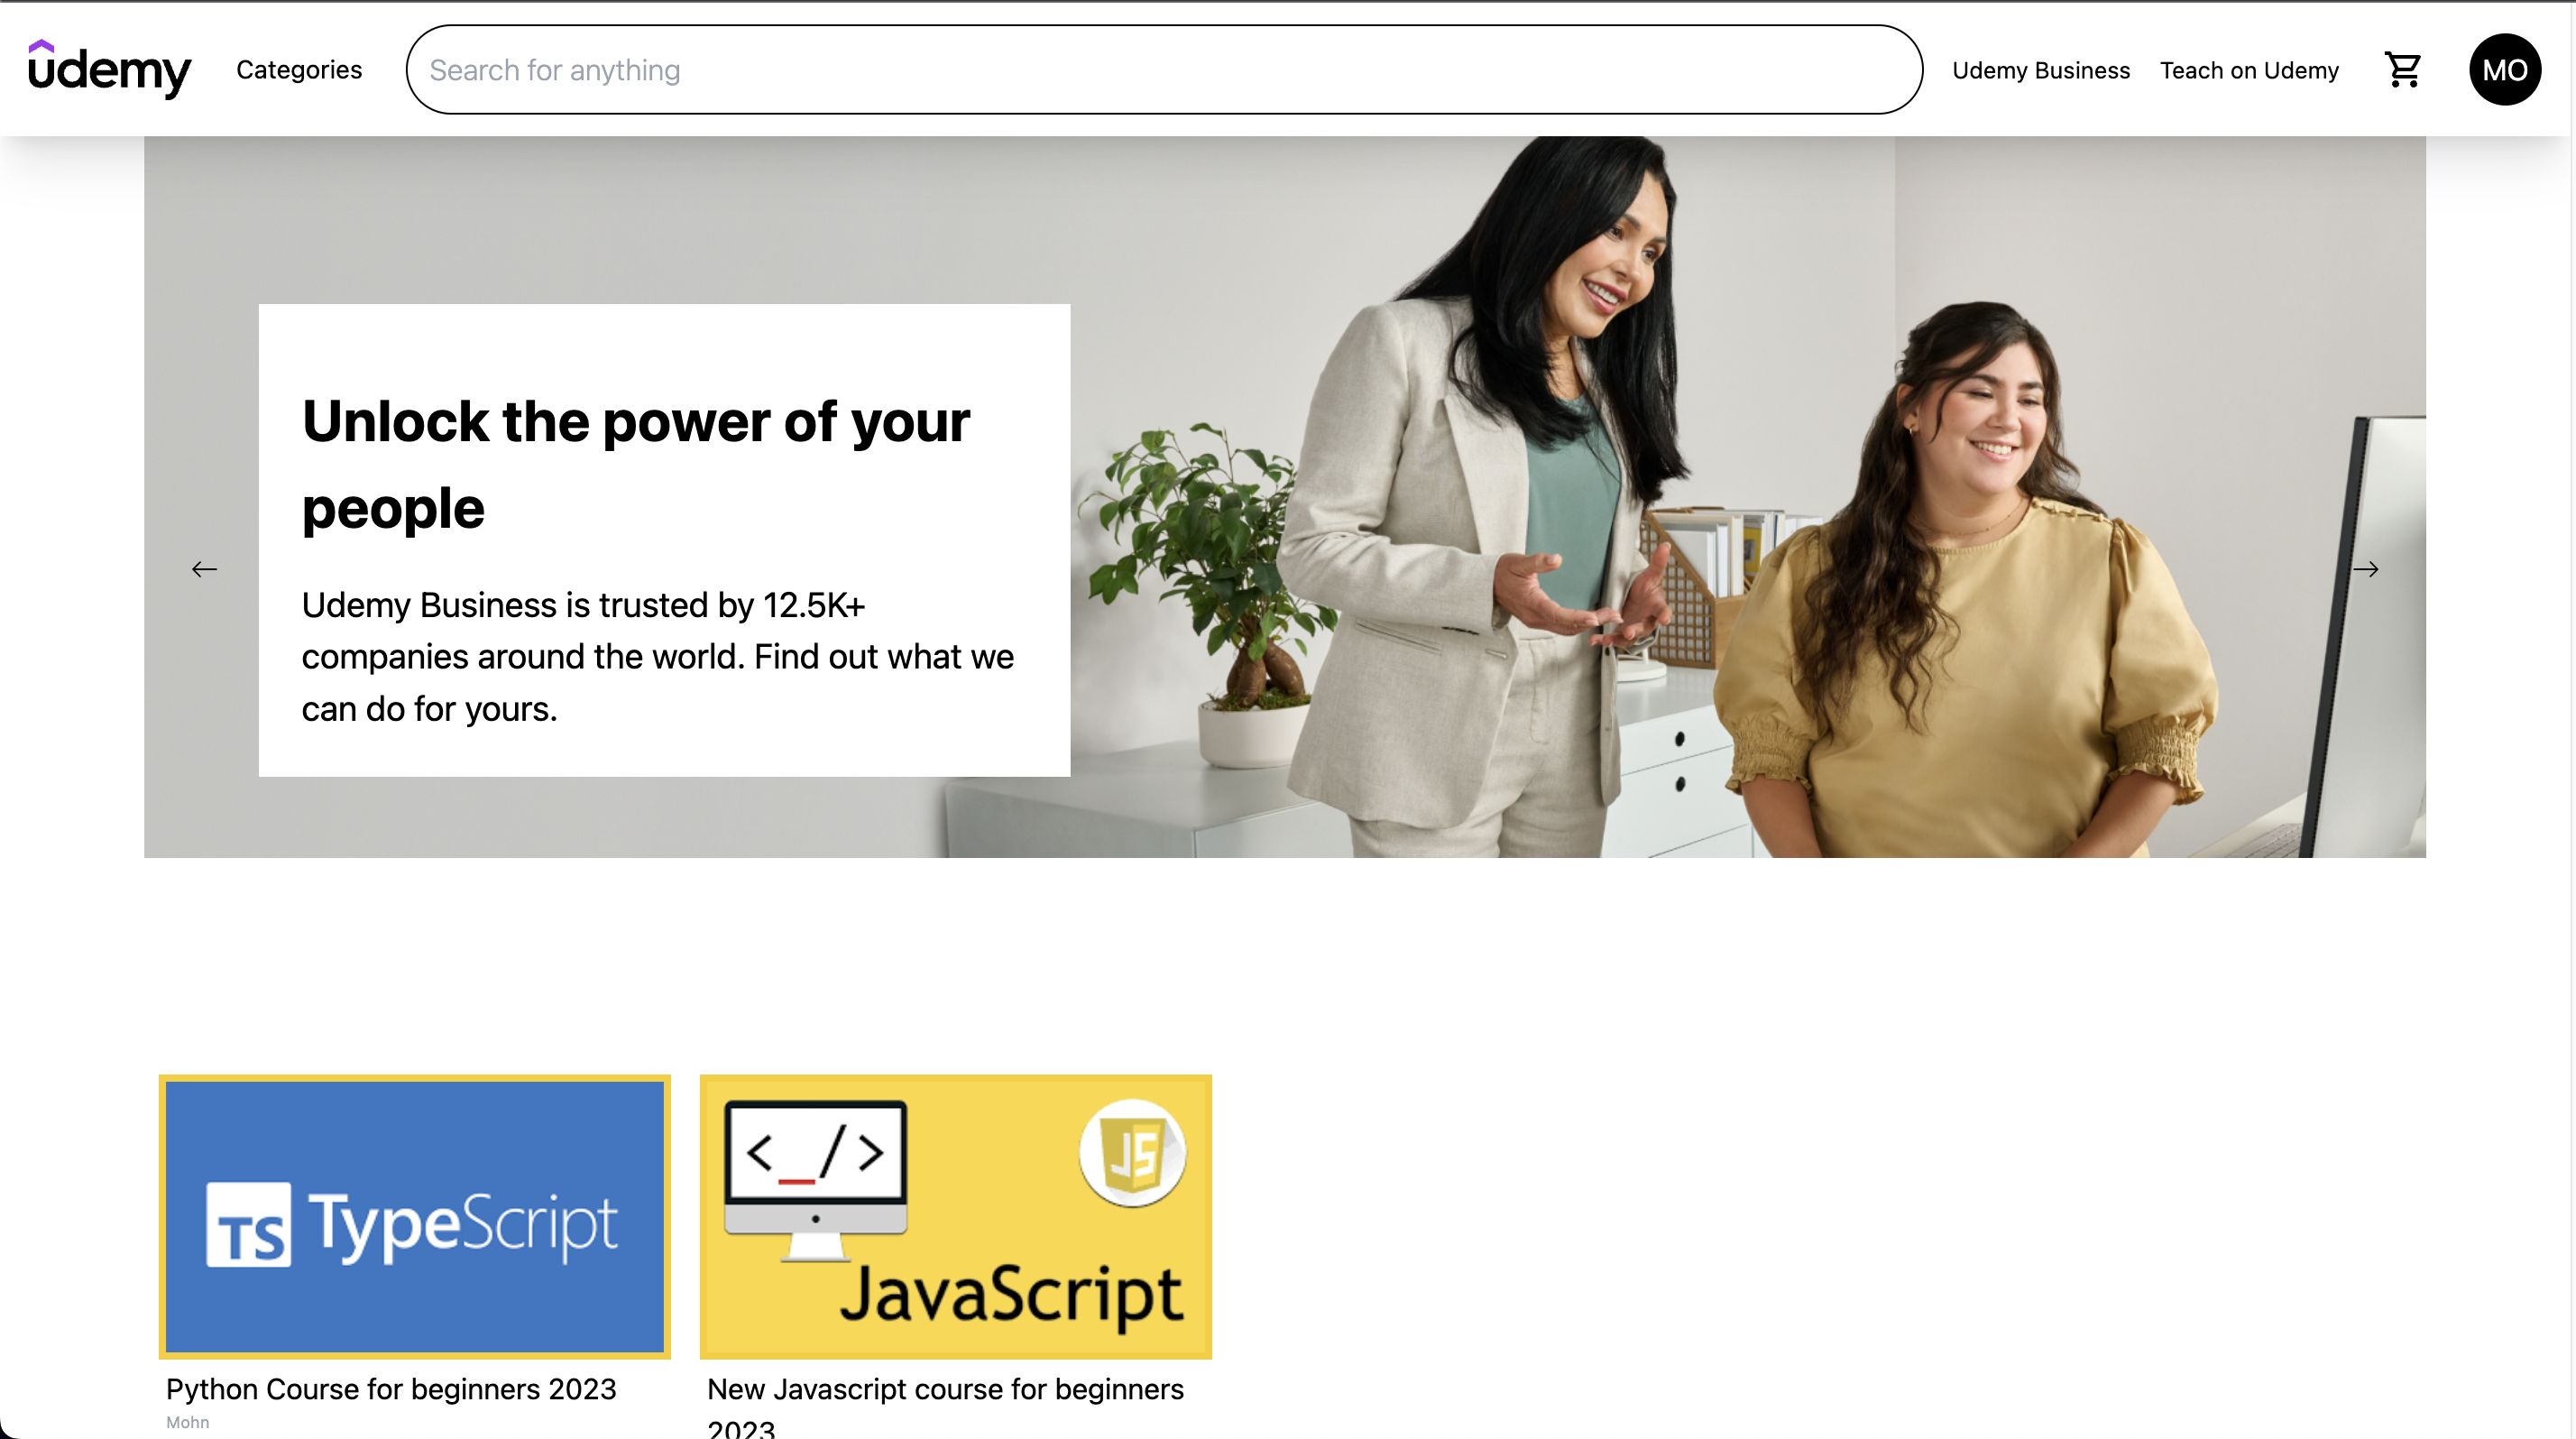 udemy
Categories
Search for anything
Udemy Business
Teach on Udemy
MO
Unlock the power of your
people
Udemy Business is trusted by 12.5K+
companies around the world. Find out what we
can do for yours.
TS TypeScript
<_/>
JS
JavaScript
Python Course for beginners 2023
Mohn
New Javascript course for beginners
2023